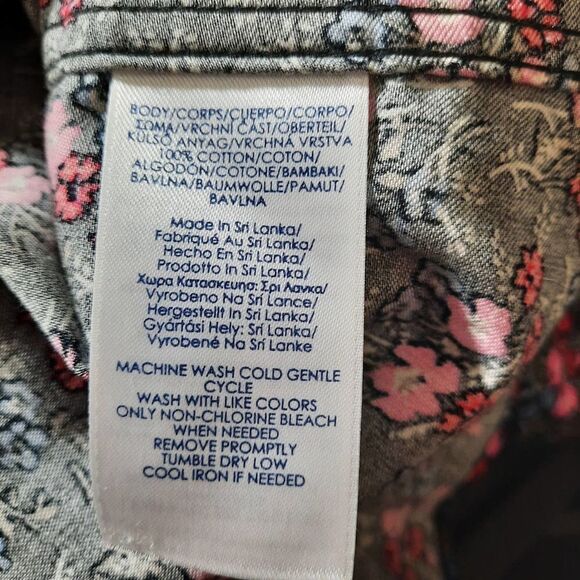 BODY/CORPS/CUERPO/CORPO/
ΣΩΜΑ/VRCHNÍ ČÁST/OBERTEIL/
KÜLSŐ ANYAG/VRCHNÁ VRSTVA
100% COTTON/COTON/
ALGODÓN/COTONE/BAMBAKI/
BAVLNA/BAUMWOLLE/PAMUT/
BAVLNA
Made In Sri Lanka/
Fabriqué Au Sri Lanka/
Hecho En Sri Lanka/
Prodotto In Sri Lanka/
Χωρα Κατασκευης: Σρι Λανκα/
Vyrobeno Na Srí Lance/
Hergestellt In Sri Lanka/
Gyártási Hely: Srí Lanka/
Vyrobené Na Srí Lanke
MACHINE WASH COLD GENTLE
CYCLE
WASH WITH LIKE COLORS
ONLY NON-CHLORINE BLEACH
WHEN NEEDED
REMOVE PROMPTLY
TUMBLE DRY LOW
COOL IRON IF NEEDED